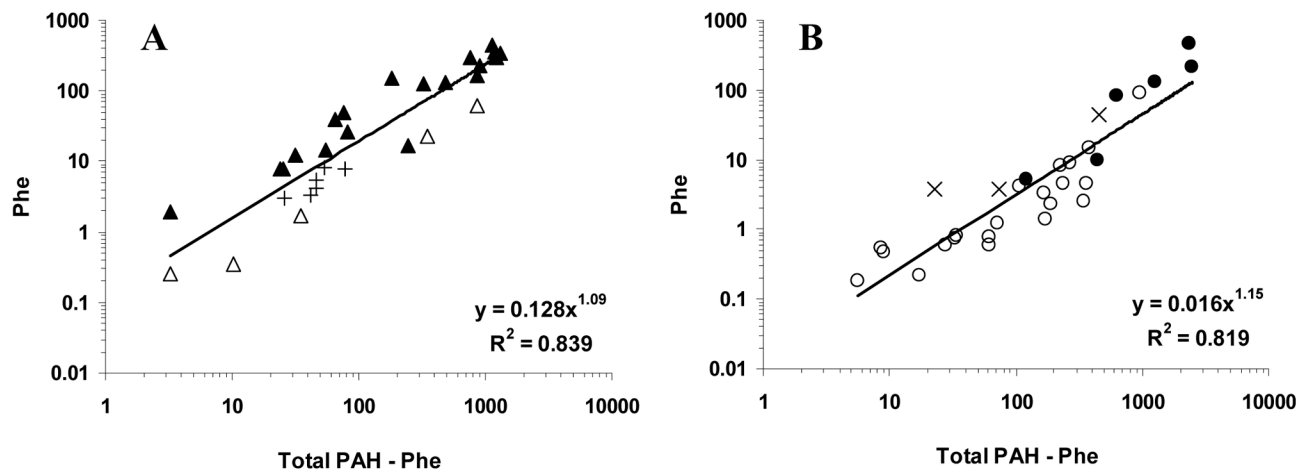 A
1000
100
10
1
0.1
0.01
Phe
y = 0.128x^1.09
R^2 = 0.839
1 10 100 1000 10000
Total PAH - Phe
B
1000
100
10
1
0.1
0.01
Phe
y = 0.016x^1.15
R^2 = 0.819
1 10 100 1000 10000
Total PAH - Phe